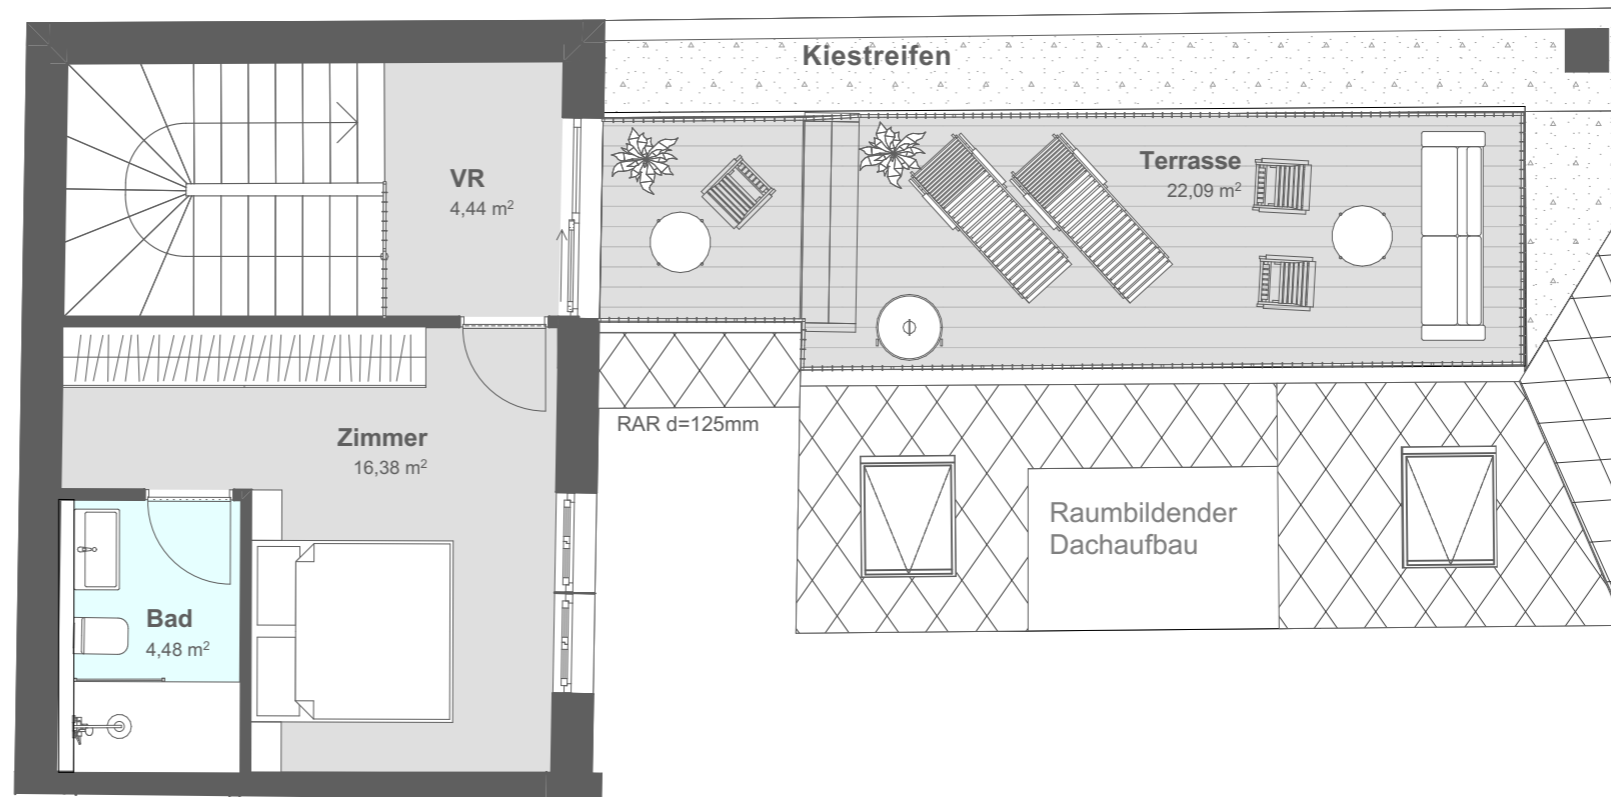 Kiestreifen
VR
4,44 m²
Terrasse
22,09 m²
Zimmer
16,38 m²
RAR d=125mm
Raumbildender
Dachaufbau
Bad
4,48 m²